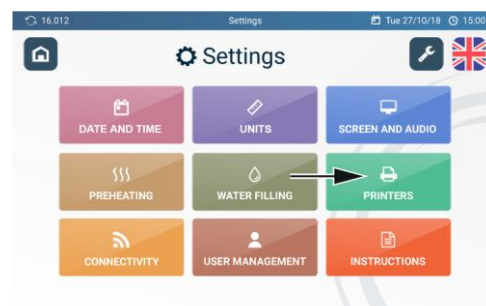 16.012 Settings Tue 27/10/18 15:00
Settings
DATE AND TIME UNITS SCREEN AND AUDIO
PREHEATING WATER FILLING PRINTERS
CONNECTIVITY USER MANAGEMENT INSTRUCTIONS